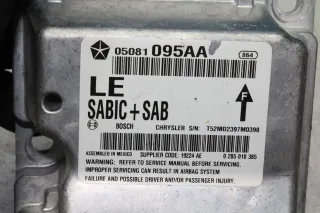 05081 095AA 864
LE
F
SABIC + SAB
BOSCH CHRYSLER S/N: T52MD2397M0398
ASSEMBLED IN MEXICO SUPPLIER CODE: 19224 AE 0 285 010 385
WARNING: REFER TO SERVICE MANUAL BEFORE SERVICING.
IMPROPER SERVICING CAN RESULT IN AIRBAG SYSTEM
FAILURE AND POSSIBLE DRIVER AND/OR PASSENGER INJURY